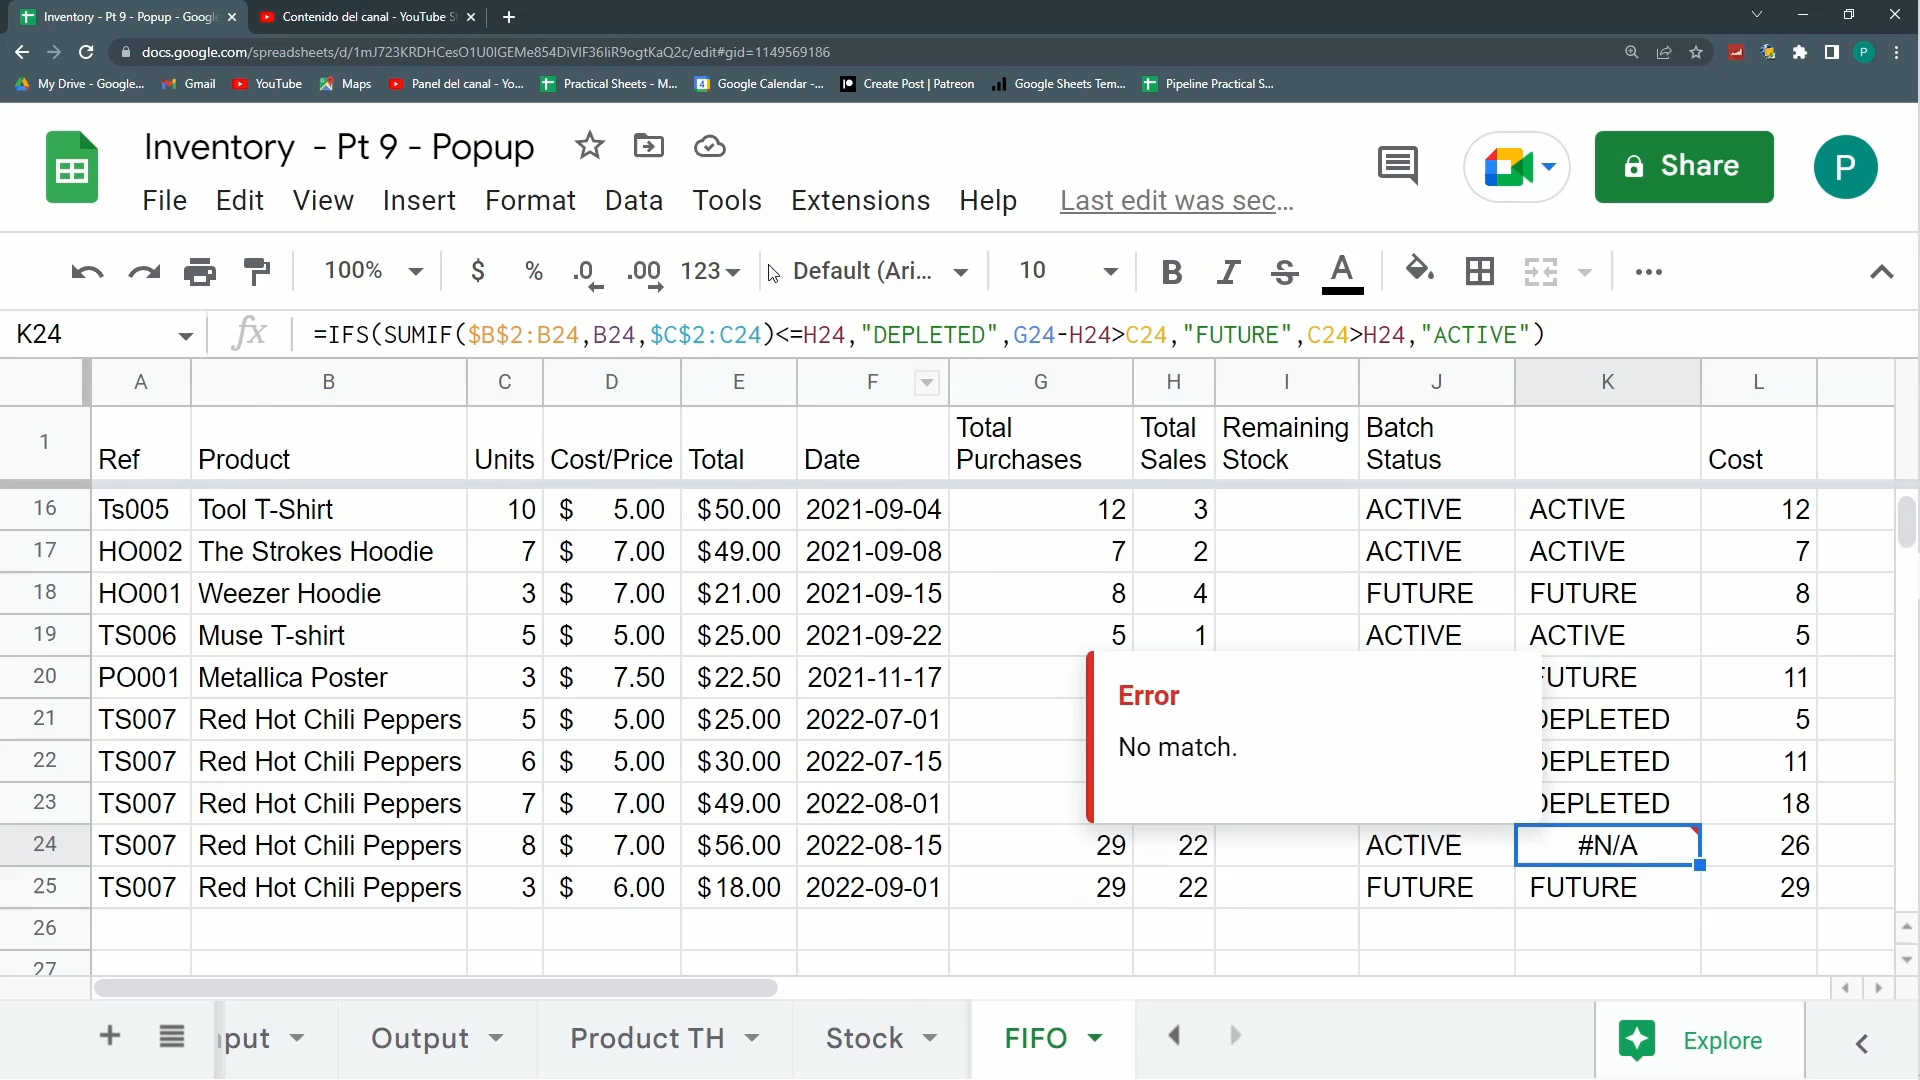 Inventory - Pt 9 - Popup - Googl
Contenido del canal - YouTube S
docs.google.com/spreadsheets/d/1mJ723KRDHCesO1U0IGEMe854DiVIF36IiR9ogtKaQ2c/edit#gid=1149569186
My Drive - Google...
Gmail
YouTube
Maps
Panel del canal - Yo...
Practical Sheets - M...
Google Calendar -...
Create Post | Patreon
Google Sheets Tem...
Pipeline Practical S...
Inventory - Pt 9 - Popup
Share
P
File Edit View Insert Format Data Tools Extensions Help Last edit was sec...
100% $ % .0 .00 123 Default (Ari... 10 B I S A
K24 fx =IFS(SUMIF($B$2:B24,B24,$C$2:C24)<=H24,"DEPLETED",G24-H24>C24,"FUTURE",C24>H24,"ACTIVE")
A B C D E F G H I J K L
1 Ref Product Units Cost/Price Total Date Total Purchases Total Sales Remaining Stock Batch Status Cost
16 Ts005 Tool T-Shirt 10 $ 5.00 $50.00 2021-09-04 12 3 ACTIVE ACTIVE 12
17 HO002 The Strokes Hoodie 7 $ 7.00 $49.00 2021-09-08 7 2 ACTIVE ACTIVE 7
18 HO001 Weezer Hoodie 3 $ 7.00 $21.00 2021-09-15 8 4 FUTURE FUTURE 8
19 TS006 Muse T-shirt 5 $ 5.00 $25.00 2021-09-22 5 1 ACTIVE ACTIVE 5
20 PO001 Metallica Poster 3 $ 7.50 $22.50 2021-11-17 FUTURE 11
21 TS007 Red Hot Chili Peppers 5 $ 5.00 $25.00 2022-07-01 DEPLETED 5
22 TS007 Red Hot Chili Peppers 6 $ 5.00 $30.00 2022-07-15 DEPLETED 11
23 TS007 Red Hot Chili Peppers 7 $ 7.00 $49.00 2022-08-01 DEPLETED 18
24 TS007 Red Hot Chili Peppers 8 $ 7.00 $56.00 2022-08-15 29 22 ACTIVE #N/A 26
25 TS007 Red Hot Chili Peppers 3 $ 6.00 $18.00 2022-09-01 29 22 FUTURE FUTURE 29
26
27
Error
No match.
put Output Product TH Stock FIFO Explore